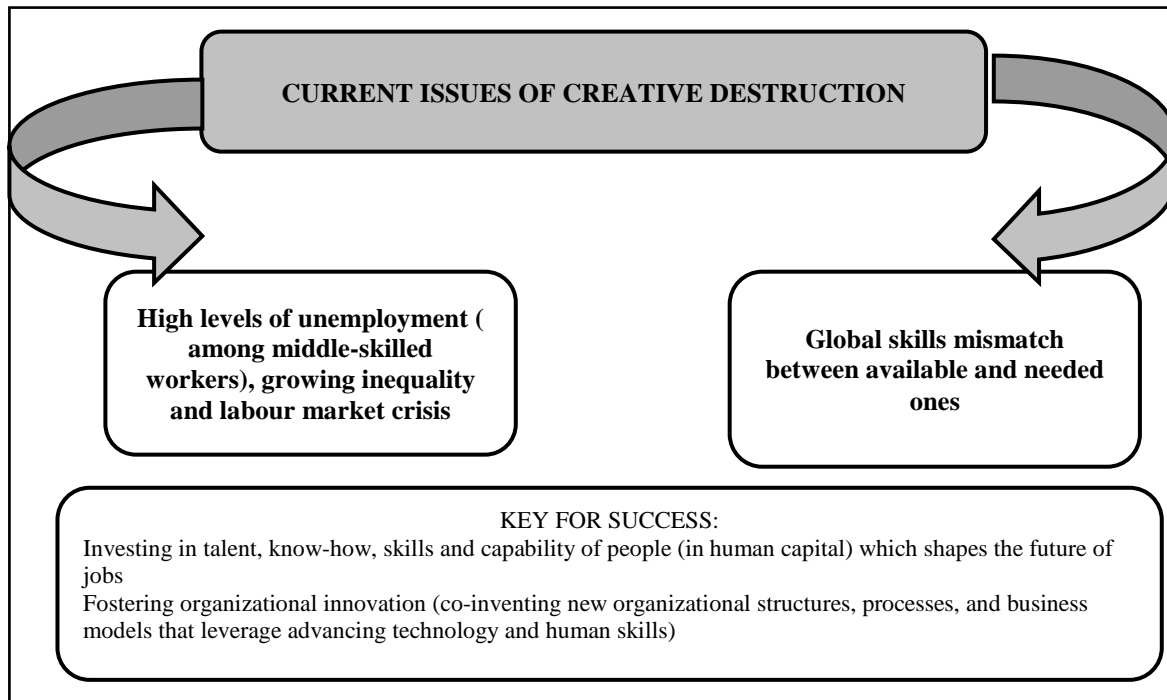 CURRENT ISSUES OF CREATIVE DESTRUCTION
High levels of unemployment (
among middle-skilled
workers), growing inequality
and labour market crisis
Global skills mismatch
between available and needed
ones
KEY FOR SUCCESS:
Investing in talent, know-how, skills and capability of people (in human capital) which shapes the future of
jobs
Fostering organizational innovation (co-inventing new organizational structures, processes, and business
models that leverage advancing technology and human skills)